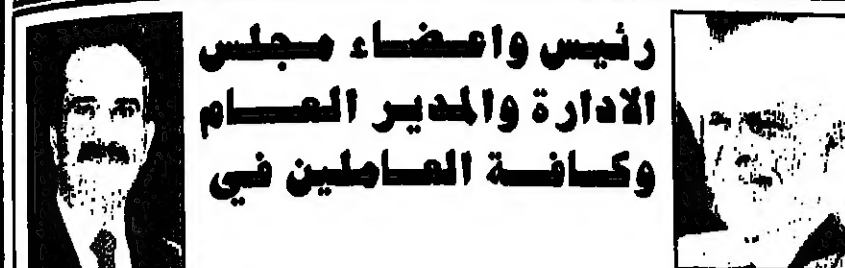 رئيس واعضاء مجلس
الادارة والمدير العام
وكافة العاملين في